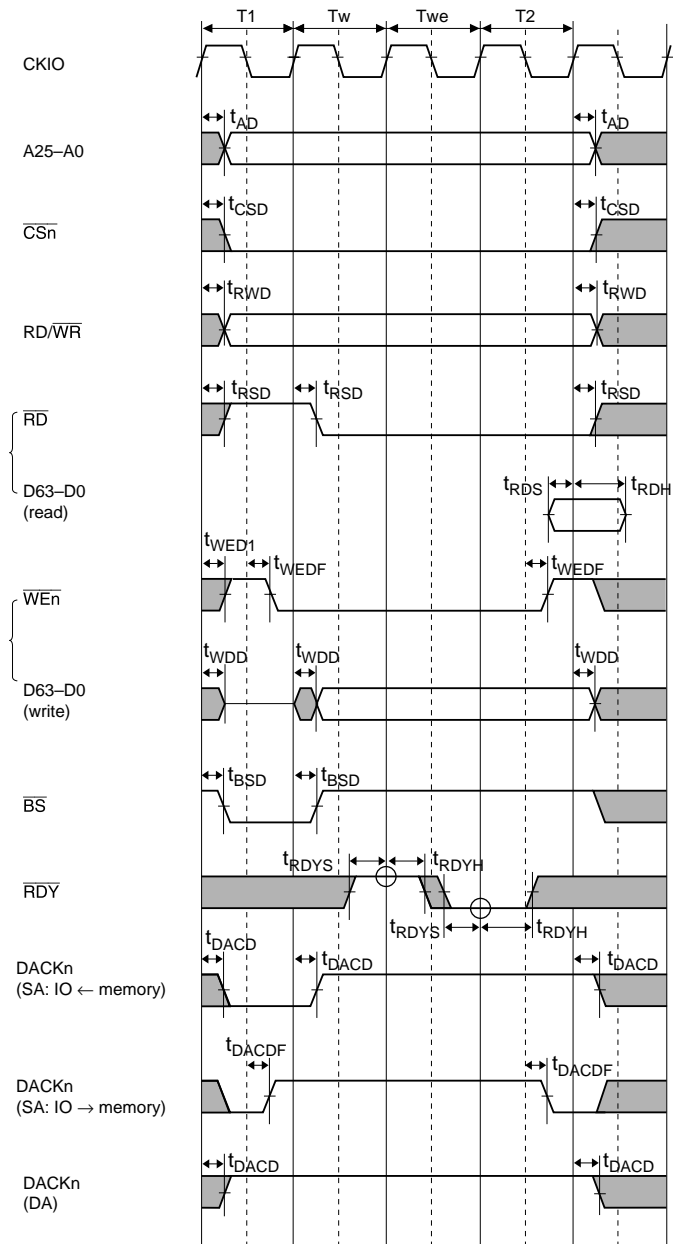 T1 Tw Twe T2
CKIO
tAD tAD
A25–A0
tCSD tCSD
CSn
tRWD tRWD
RD/WR
tRSD tRSD tRSD
RD
tRDS tRDH
D63–D0
(read)
tWED1
tWEDF tWEDF
WEn
tWDD tWDD tWDD
D63–D0
(write)
tBSD tBSD
BS
tRDYS tRDYH
RDY
tRDYS tRDYH
tDACD tDACD tDACD
DACKn
(SA: IO ← memory)
tDACDF tDACDF
DACKn
(SA: IO → memory)
tDACD tDACD
DACKn
(DA)